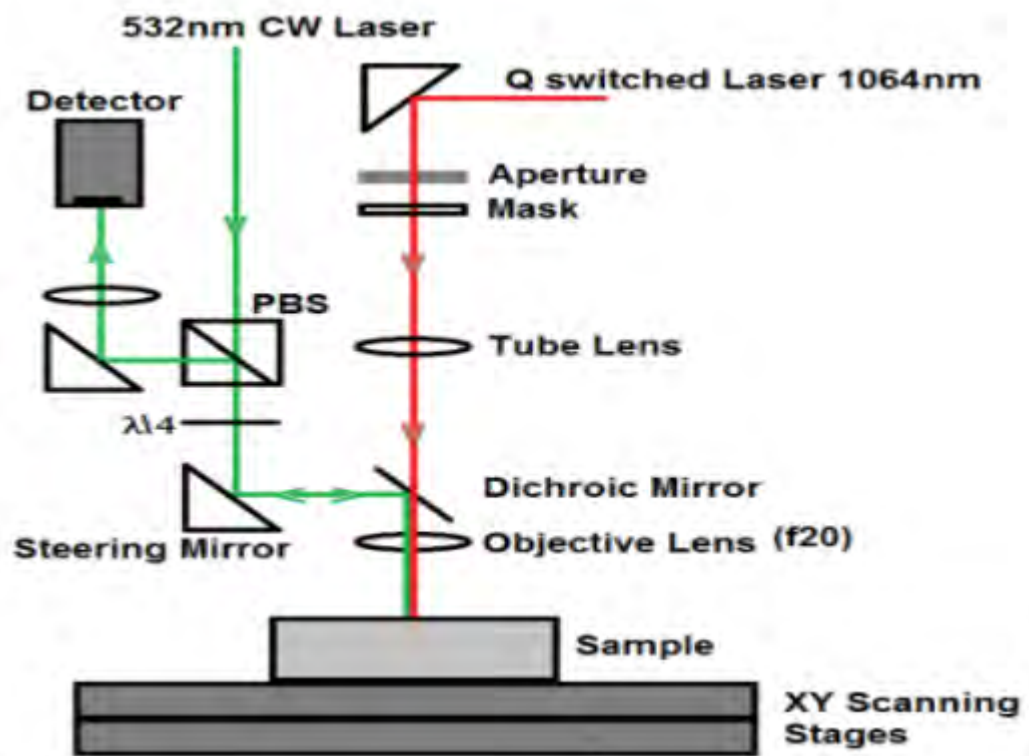 532nm CW Laser
Q switched Laser 1064nm
Detector
Aperture
Mask
PBS
Tube Lens
λ\4
Dichroic Mirror
Steering Mirror
Objective Lens (f20)
Sample
XY Scanning
Stages